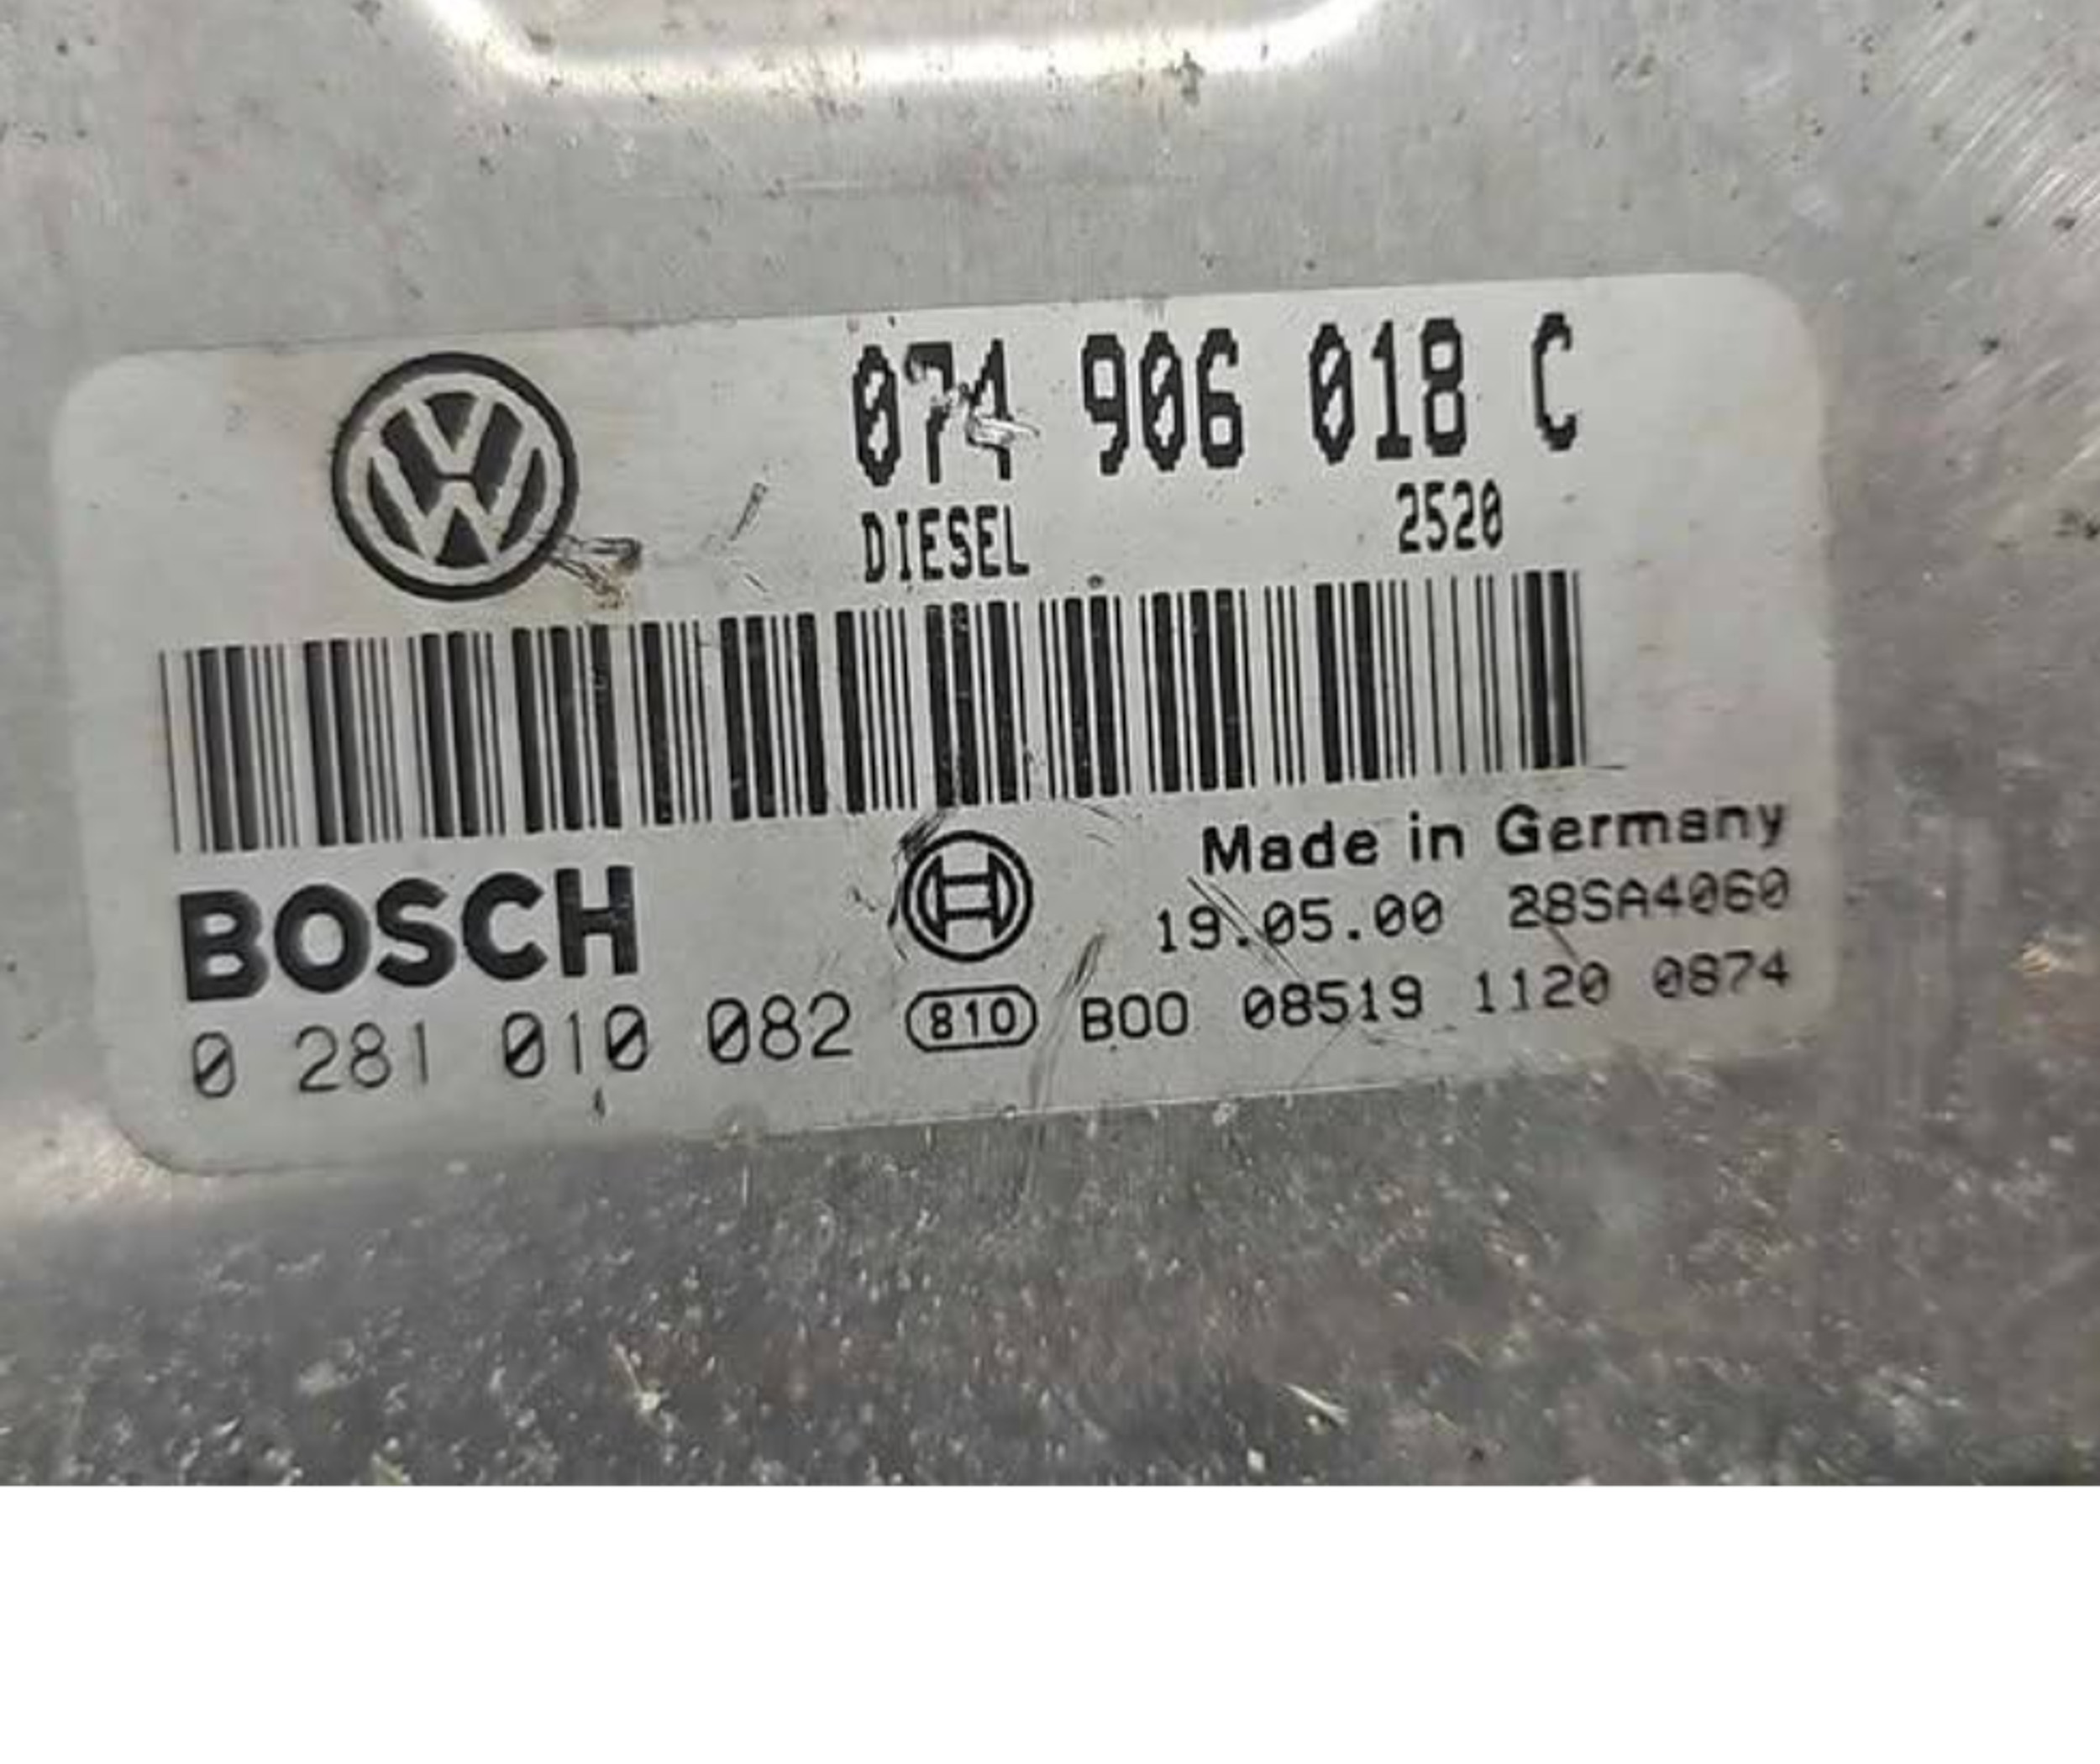 074 906 018 C
DIESEL 2520
Made in Germany
BOSCH 19.05.00 28SA4060
0 281 010 082 810 B00 08519 1120 0874